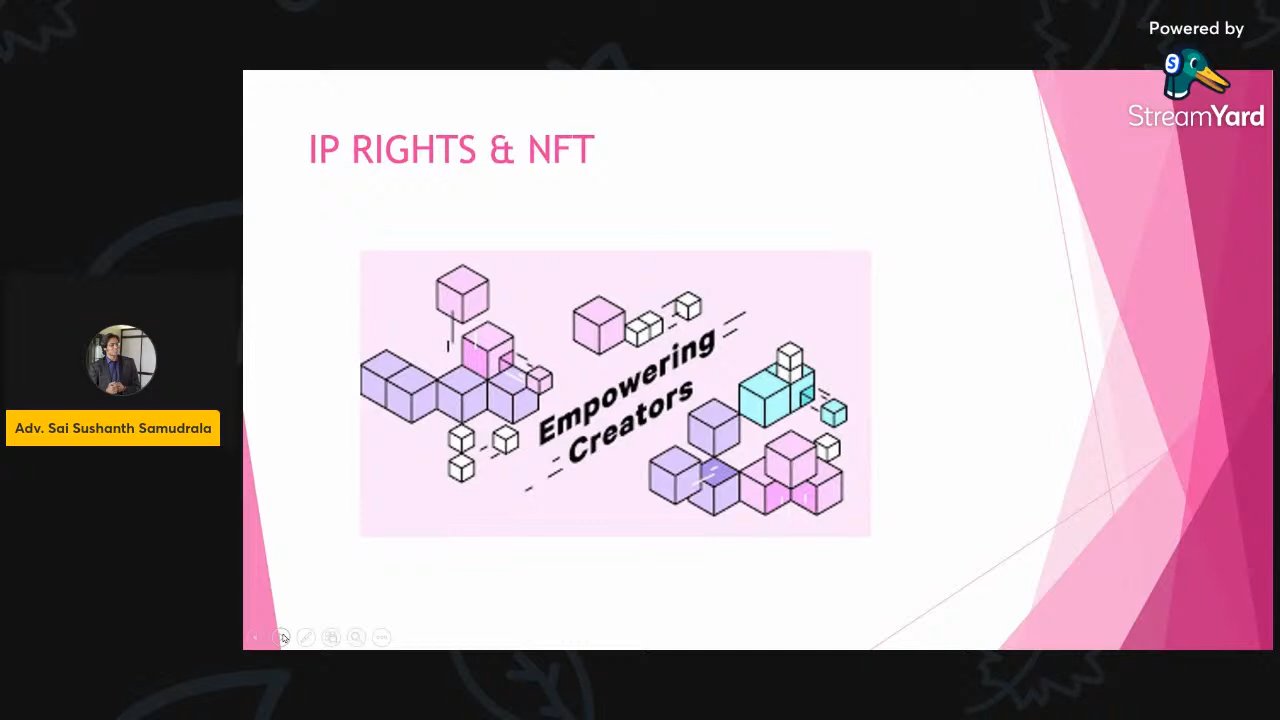 Powered by
S
StreamYard
IP RIGHTS & NFT
Empowering
Creators
Adv. Sai Sushanth Samudrala